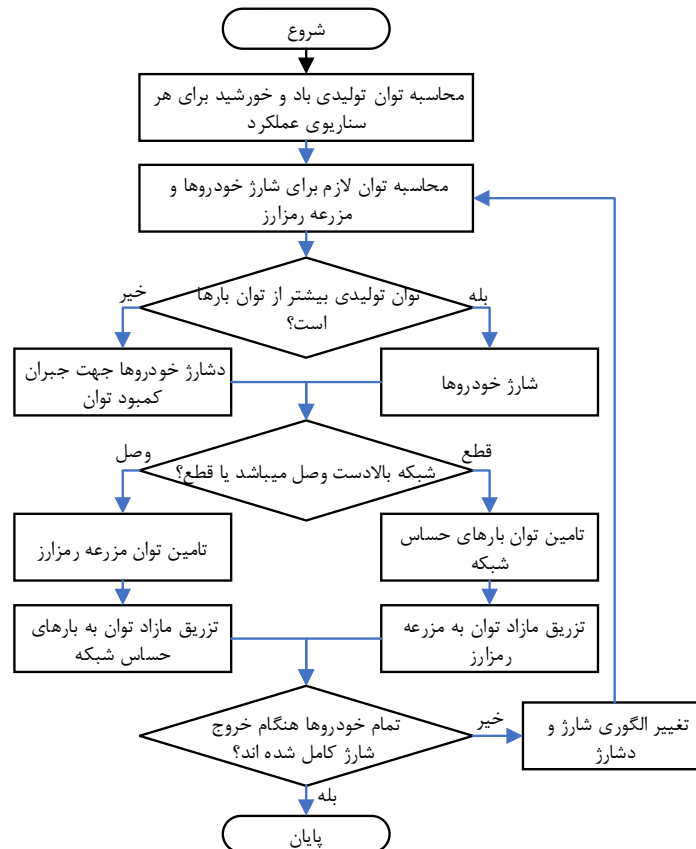 شروع
محاسبه توان تولیدی باد و خورشید برای هر
سناریوی عملکرد
محاسبه توان لازم برای شارژ خودروها و
مزرعه رمزارز
توان تولیدی بیشتر از توان بارها
است؟
بله
خیر
شارژ خودروها
دشارژ خودروها جهت جبران
کمبود توان
شبکه بالادست وصل میباشد یا قطع؟
قطع
وصل
تامین توان بارهای حساس
شبکه
تامین توان مزرعه رمزارز
تزریق مازاد توان به مزرعه
رمزارز
تزریق مازاد توان به بارهای
حساس شبکه
تمام خودروها هنگام خروج
شارژ کامل شده اند؟
خیر
تغییر الگوری شارژ و
دشارژ
بله
پایان